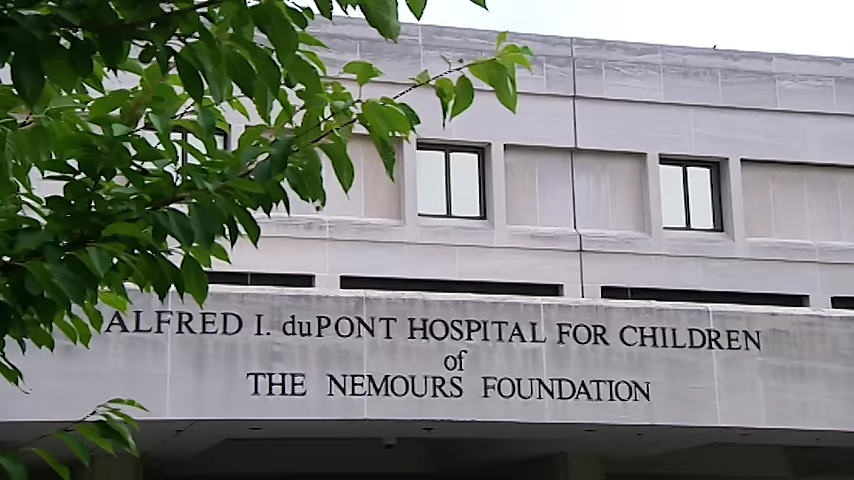 ALFRED I. duPONT HOSPITAL FOR CHILDREN
of
THE NEMOURS FOUNDATION